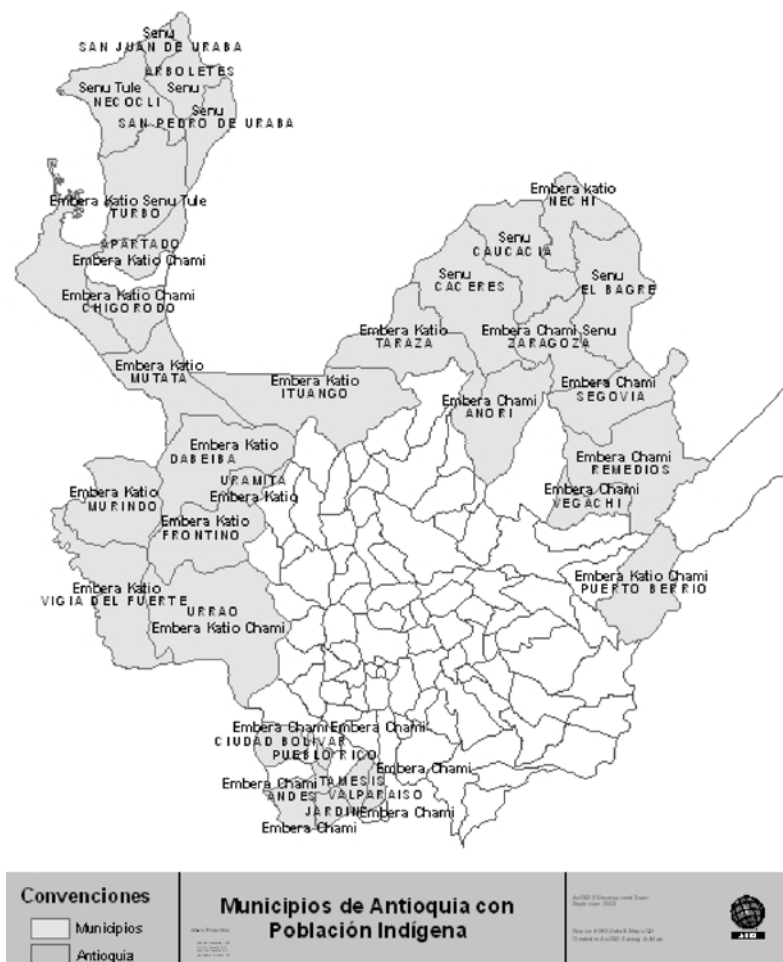 Senu
SAN JUAN DE URABA
ARBOLETES
Senu Tule
Senu
NECOCLI
Senu
SAN PEDRO DE URABA
Embera Katio Senu Tule
TURBO
APARTADO
Embera Katio Chami
Embera Katio Chami
CHIGORODO
Embera Katio
MUTATA
Embera katio
NECHI
Senu
CAUCACIA
Senu
CACERES
Senu
EL BAGRE
Embera Katio
TARAZA
Embera Chami Senu
ZARAGOZA
Embera Katio
ITUANGO
Embera Chami
ANORI
Embera Chami
SEGOVIA
Embera Katio
DABEIBA
URAMITA
Embera Katio
Embera Chami
REMEDIOS
Embera Chami
VEGACHI
Embera Katio
MURINDO
Embera Katio
FRONTINO
Embera Katio
VIGIA DEL FUERTE
URRAO
Embera Katio Chami
Embera Katio Chami
PUERTO BERRIO
Embera Chami
Embera Chami
CIUDAD BOLIVAR
PUEBLO RICO
Embera Chami
Embera Chami
TAMESIS
ANDES
VALPARAISO
JARDIN
Embera Chami
Embera Chami
Convenciones
Municipios
Antioquia
Municipios de Antioquia con
Población Indígena